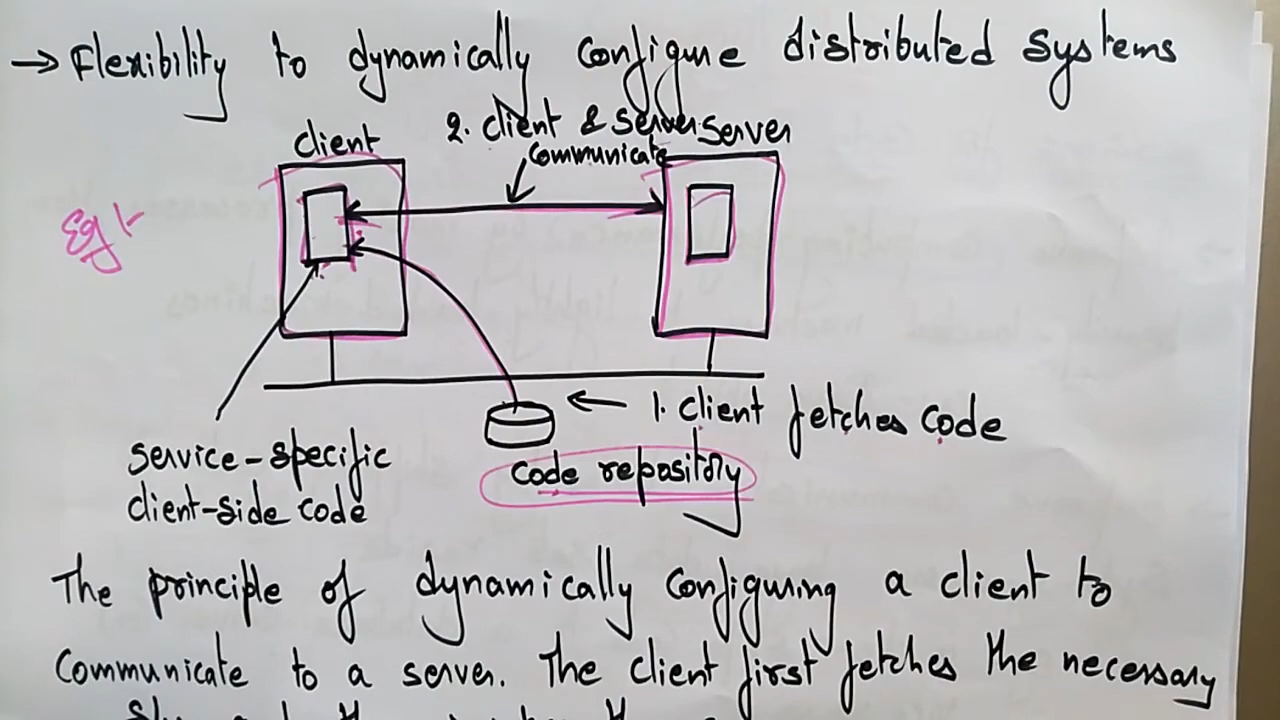 → Flexibility to dynamically configure distributed systems
2. client & server
client
server
communicate
Eg :-
← 1. client fetches code
service-specific
client-side code
code repository
The principle of dynamically configuring a client to
communicate to a server. The client first fetches the necessary